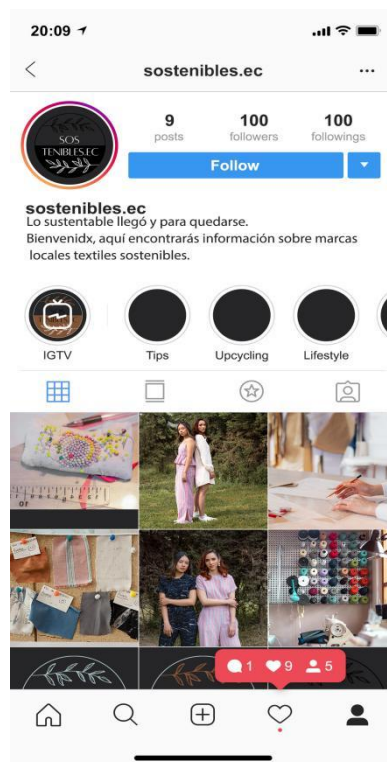 20:09
sostenibles.ec
SOS
TENIBLES.EC
9 100 100
posts followers followings
Follow
sostenibles.ec
Lo sustentable llegó y para quedarse.
Bienvenidx, aquí encontrarás información sobre marcas
locales textiles sostenibles.
IGTV Tips Upcycling Lifestyle
1 9 5